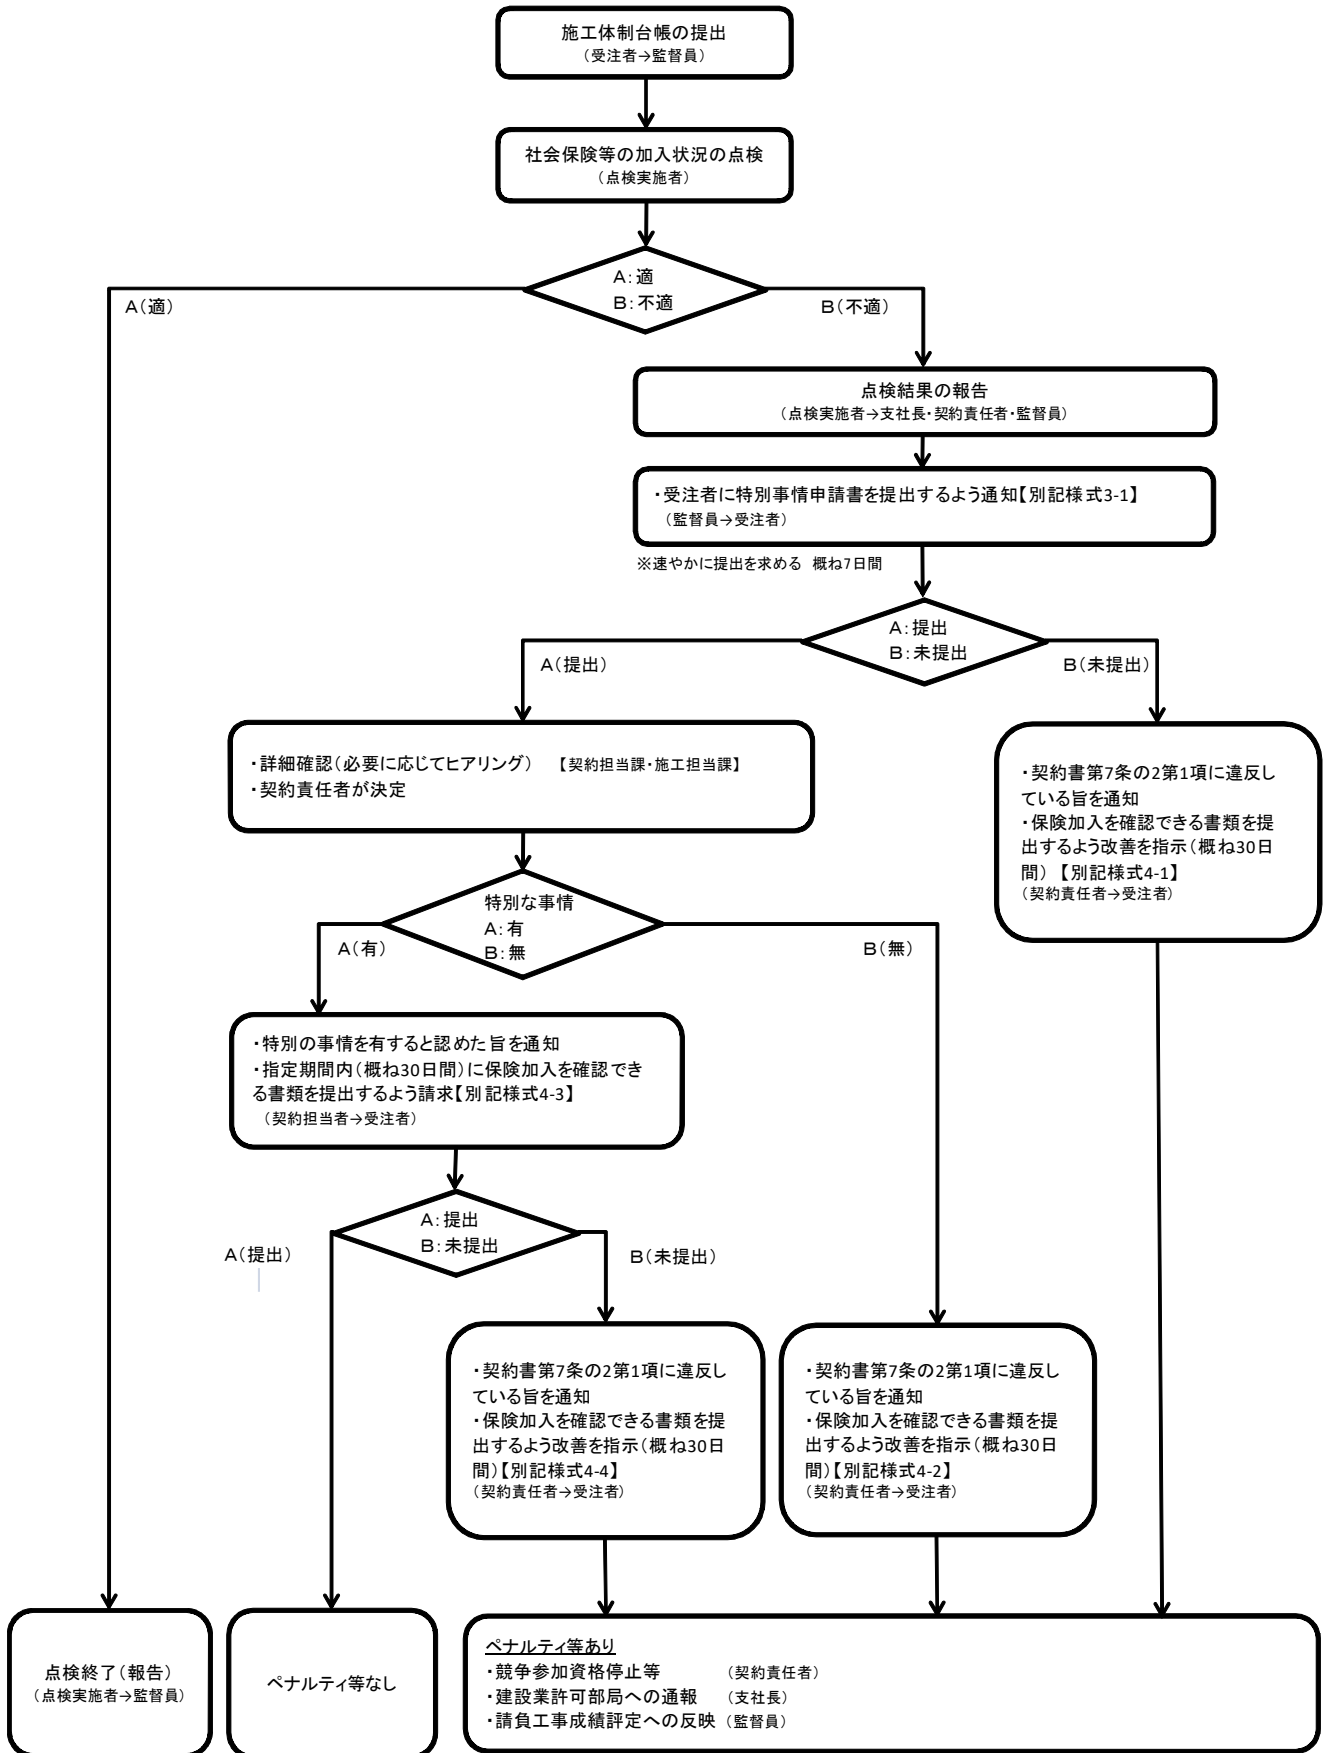 施工体制台帳の提出
（受注者→監督員）
社会保険等の加入状況の点検
（点検実施者）
A：適
B：不適
A（適）
B（不適）
点検結果の報告
（点検実施者→支社長・契約責任者・監督員）
・受注者に特別事情申請書を提出するよう通知【別記様式3-1】
（監督員→受注者）
※速やかに提出を求める　概ね7日間
A：提出
B：未提出
A（提出）
B（未提出）
・詳細確認（必要に応じてヒアリング）　【契約担当課・施工担当課】
・契約責任者が決定
・契約書第7条の2第1項に違反し
ている旨を通知
・保険加入を確認できる書類を提
出するよう改善を指示（概ね30日
間）【別記様式4-1】
（契約責任者→受注者）
特別な事情
A：有
B：無
A（有）
B（無）
・特別の事情を有すると認めた旨を通知
・指定期間内（概ね30日間）に保険加入を確認でき
る書類を提出するよう請求【別記様式4-3】
（契約担当者→受注者）
A：提出
B：未提出
A（提出）
B（未提出）
・契約書第7条の2第1項に違反し
ている旨を通知
・保険加入を確認できる書類を提
出するよう改善を指示（概ね30日
間）【別記様式4-4】
（契約責任者→受注者）
・契約書第7条の2第1項に違反し
ている旨を通知
・保険加入を確認できる書類を提
出するよう改善を指示（概ね30日
間）【別記様式4-2】
（契約責任者→受注者）
点検終了（報告）
（点検実施者→監督員）
ペナルティ等なし
ペナルティ等あり
・競争参加資格停止等　（契約責任者）
・建設業許可部局への通報　（支社長）
・請負工事成績評定への反映　（監督員）